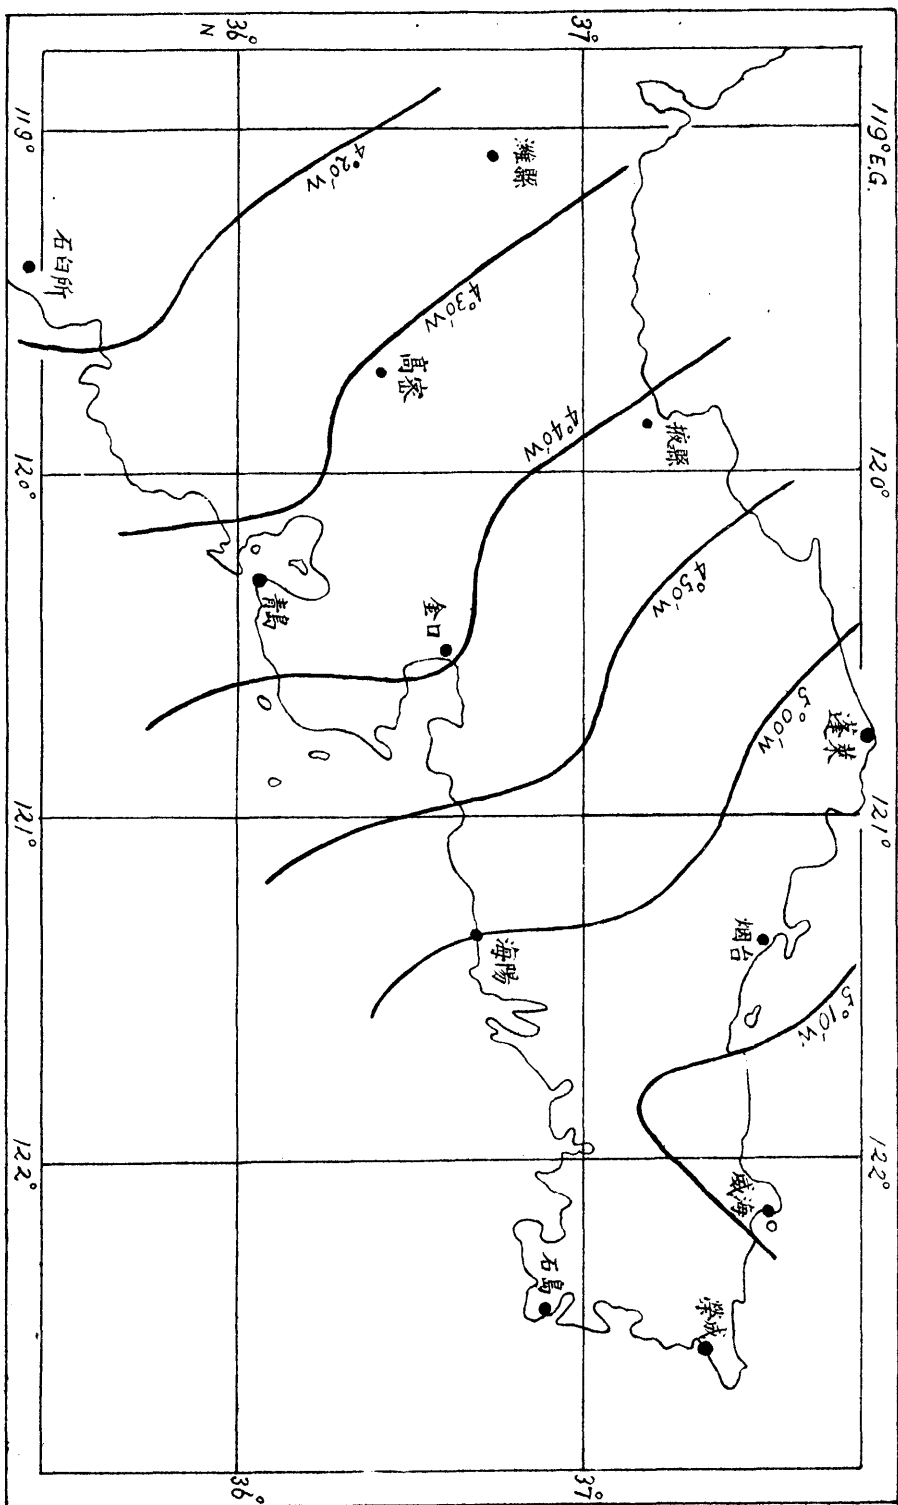 119°E.G.
120°
121°
122°
37°
37°
36°
N
36°
119°
120°
121°
122°
蓬萊
烟台
威海
榮成
掖縣
濰縣
高密
金口
海陽
石島
青島
石臼所
4°20'W
4°30'W
4°40'W
4°50'W
5°00'W
5°10'W